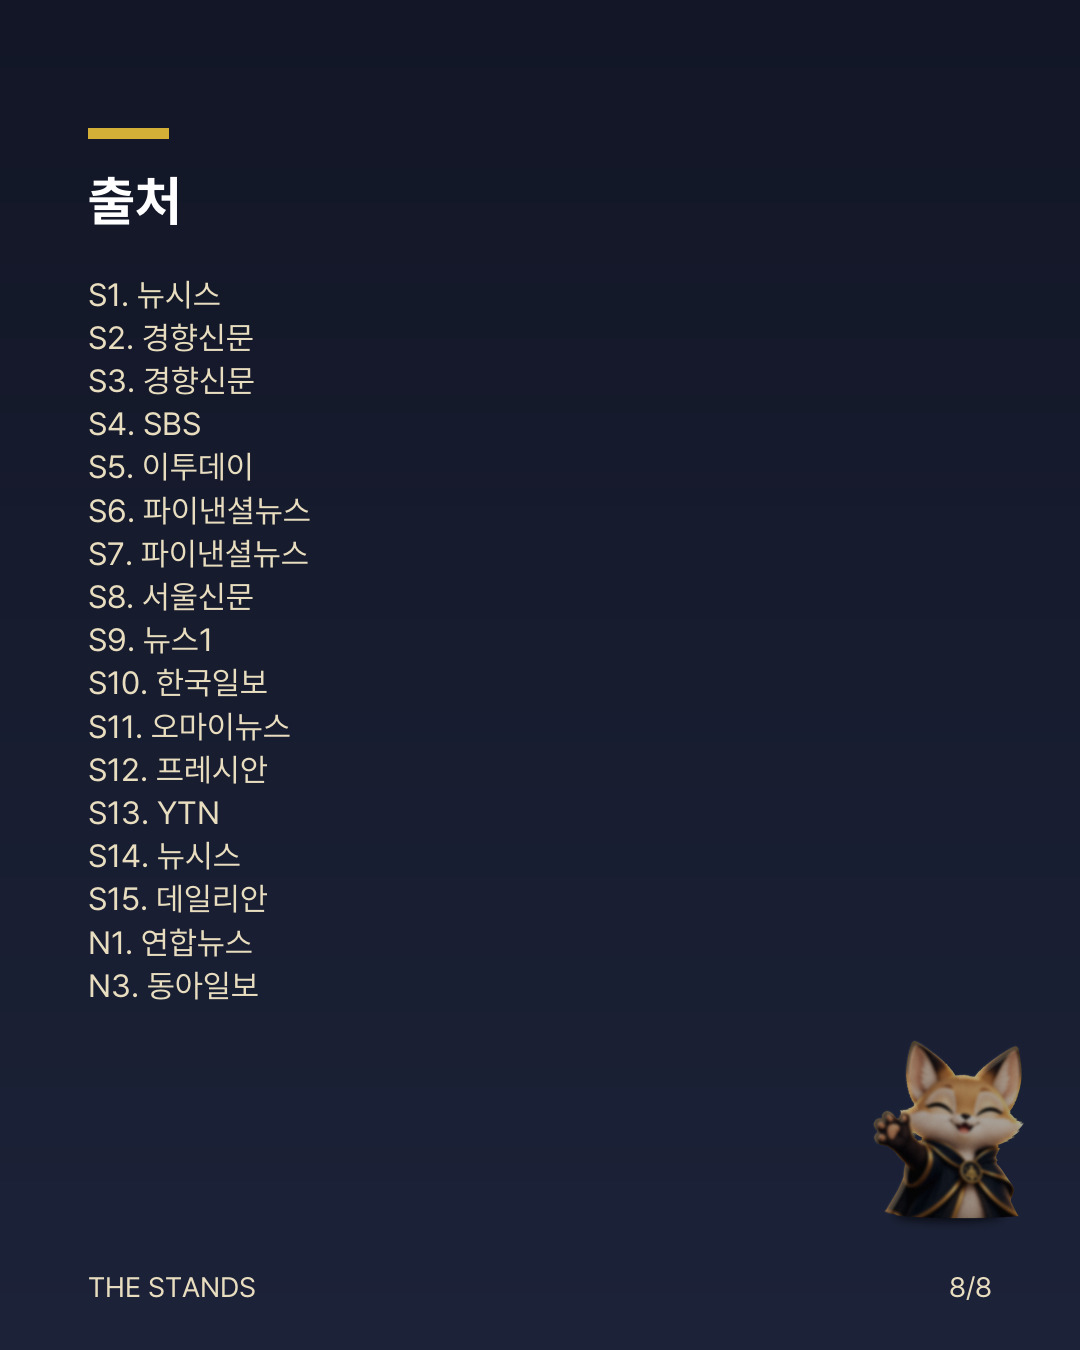 출처
S1. 뉴시스
S2. 경향신문
S3. 경향신문
S4. SBS
S5. 이투데이
S6. 파이낸셜뉴스
S7. 파이낸셜뉴스
S8. 서울신문
S9. 뉴스1
S10. 한국일보
S11. 오마이뉴스
S12. 프레시안
S13. YTN
S14. 뉴시스
S15. 데일리안
N1. 연합뉴스
N3. 동아일보
THE STANDS
8/8